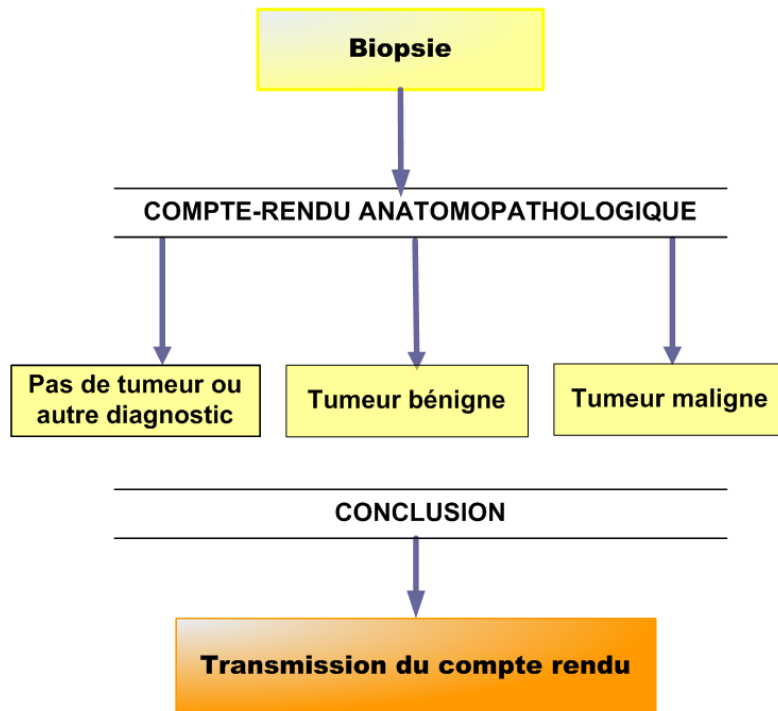 Biopsie
COMPTE-RENDU ANATOMOPATHOLOGIQUE
Pas de tumeur ou
autre diagnostic
Tumeur bénigne
Tumeur maligne
CONCLUSION
Transmission du compte rendu